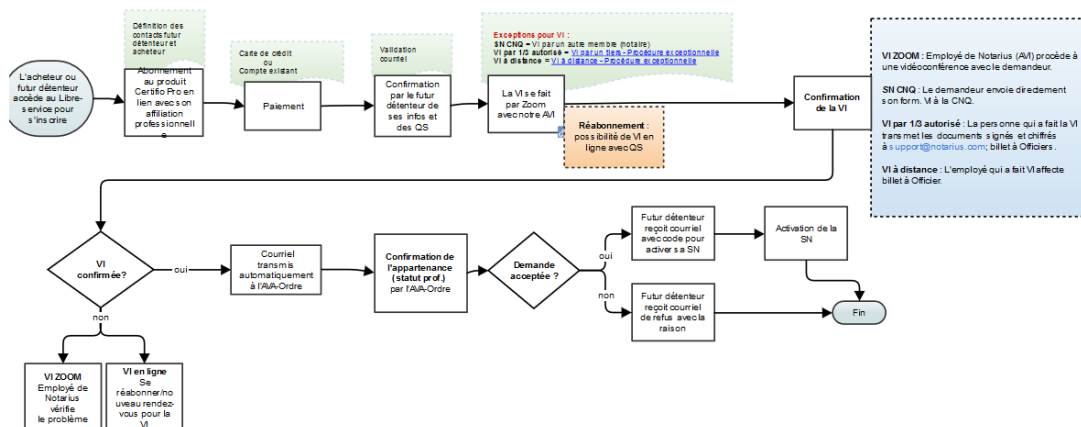 Définition des
contacts futur
détenteur et
acheteur
L'acheteur ou
futur détenteur
accède au Libre-
service pour
s'inscrire
Abonnement
au produit
Certifio Pro en
lien avec son
affiliation
professionnell
e
Carte de crédit
ou
Compte existant
Paiement
Validation
courriel
Confirmation
par le futur
détenteur de
ses infos et
des QS
Exceptions pour VI :
SN CNQ = VI par un autre membre (notaire)
VI par 1/3 autorisé = VI par un tiers - Procédure exceptionnelle
VI à distance = VI à distance - Procédure exceptionnelle
La VI se fait
par Zoom
avec notre AVI
Réabonnement :
possibilité de VI en
ligne avec QS
Confirmation
de la VI
VI ZOOM : Employé de Notarius (AVI) procède à
une vidéoconférence avec le demandeur.
SN CNQ : Le demandeur envoie directement
son form. VI à la CNQ.
VI par 1/3 autorisé : La personne qui a fait la VI
transmet les documents signés et chiffrés
à support@notarius.com; billet à Officiers.
VI à distance : L'employé qui a fait VI affecte
billet à Officier.
VI
confirmée?
oui
non
Courriel
transmis
automatiquement
à l'AVA-Ordre
Confirmation de
l'appartenance
(statut prof.)
par l'AVA-Ordre
Demande
acceptée ?
oui
non
Futur détenteur
reçoit courriel
avec code pour
activer sa SN
Activation de la
SN
Futur détenteur
reçoit courriel
de refus avec la
raison
Fin
VI ZOOM
Employé de
Notarius
vérifie
le problème
VI en ligne
Se
réabonner/no
uveau rendez-
vous pour la
VI